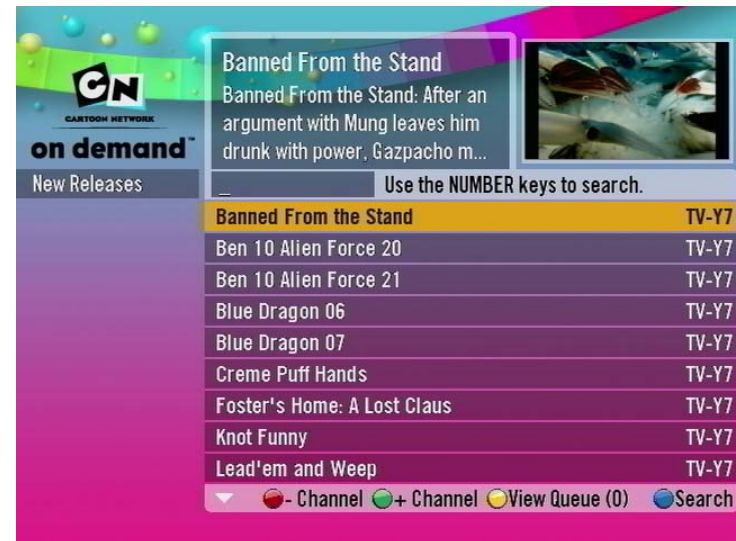 CN
CARTOON NETWORK
on demand™
New Releases
Banned From the Stand
Banned From the Stand: After an
argument with Mung leaves him
drunk with power, Gazpacho m...
_ Use the NUMBER keys to search.
Banned From the Stand TV-Y7
Ben 10 Alien Force 20 TV-Y7
Ben 10 Alien Force 21 TV-Y7
Blue Dragon 06 TV-Y7
Blue Dragon 07 TV-Y7
Creme Puff Hands TV-Y7
Foster's Home: A Lost Claus TV-Y7
Knot Funny TV-Y7
Lead'em and Weep TV-Y7
- Channel + Channel View Queue (0) Search